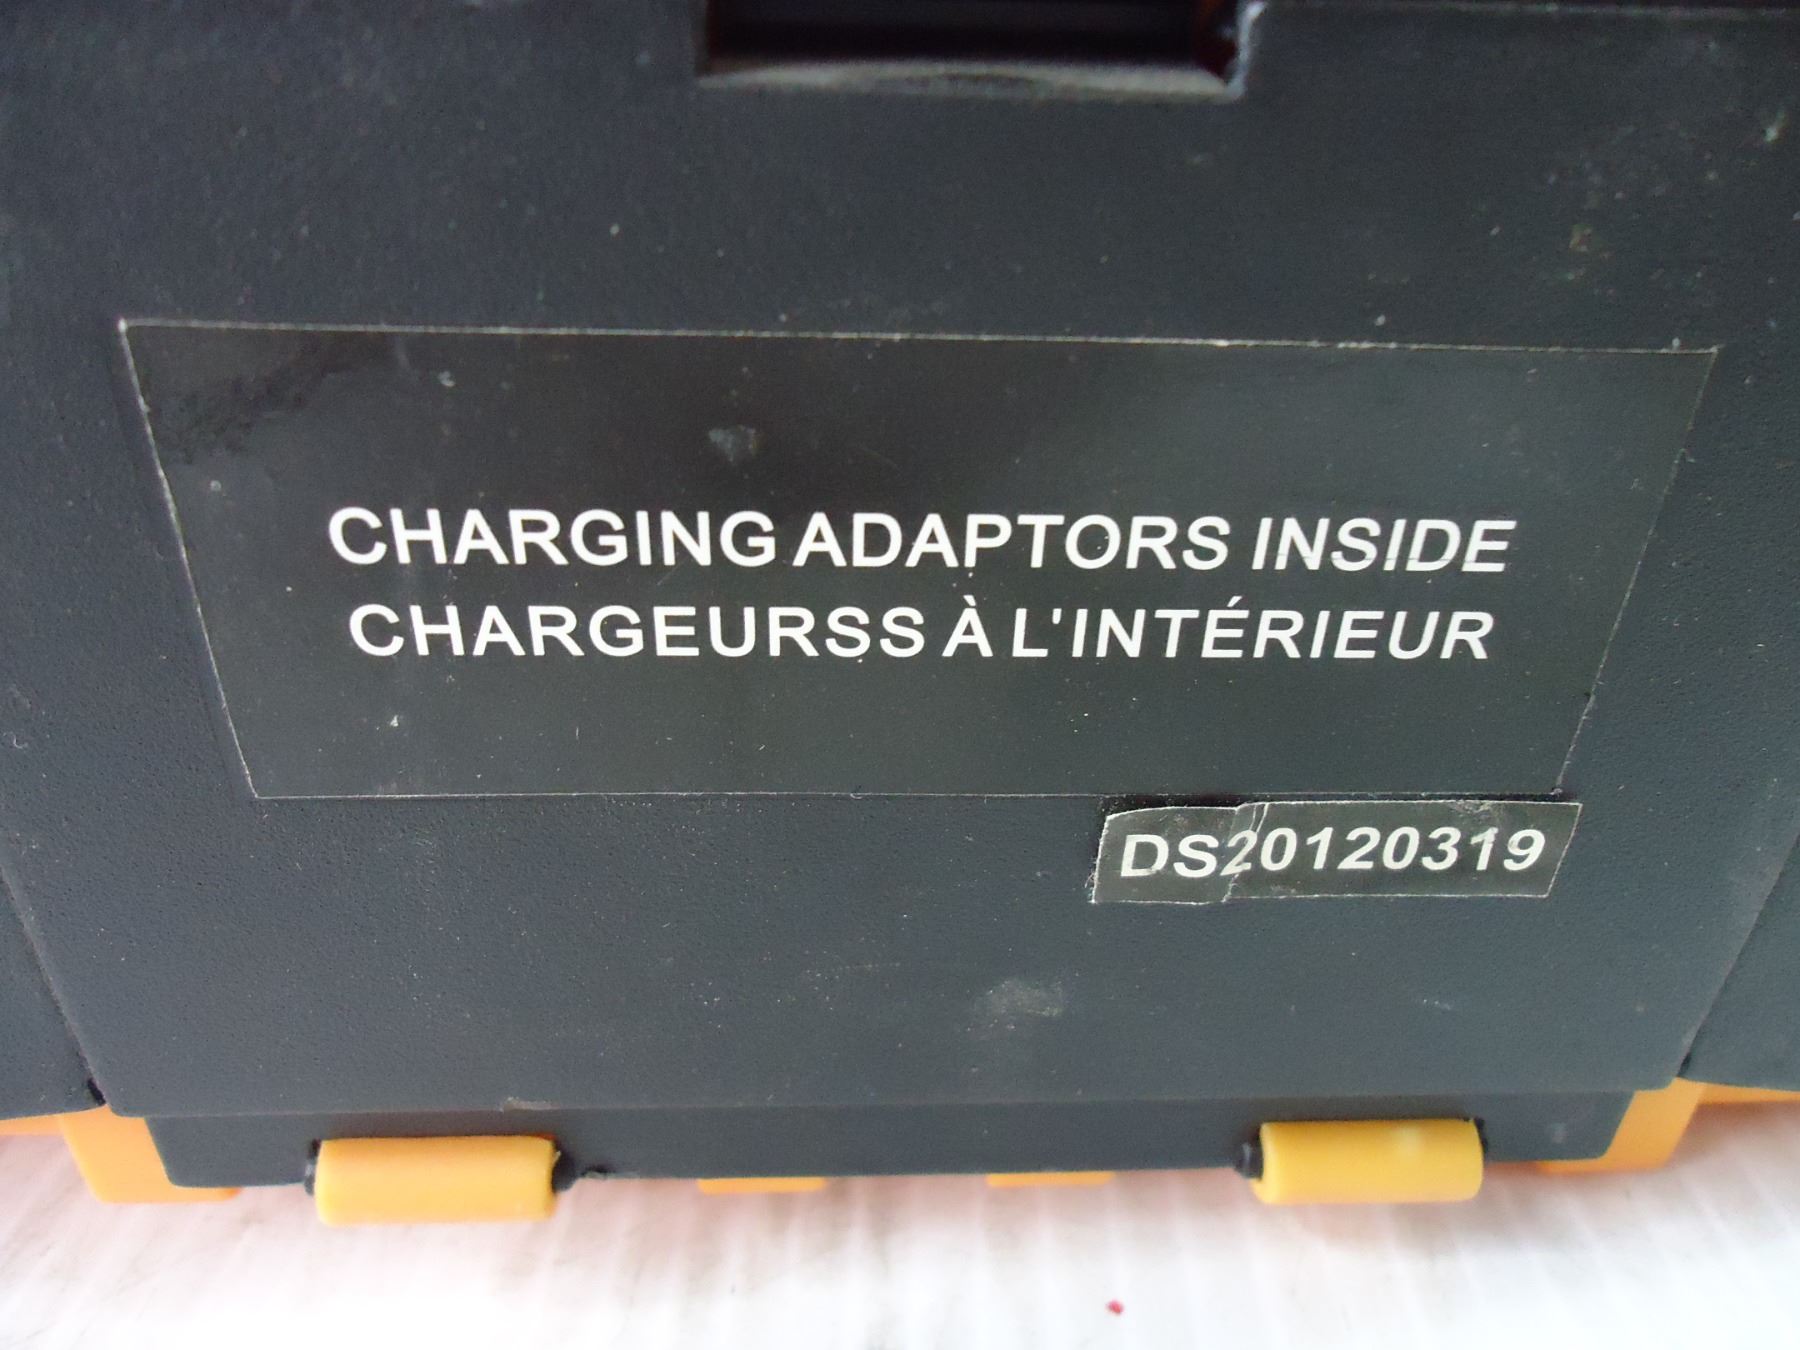 CHARGING ADAPTORS INSIDE
CHARGEURSS À L'INTÉRIEUR
DS20120319